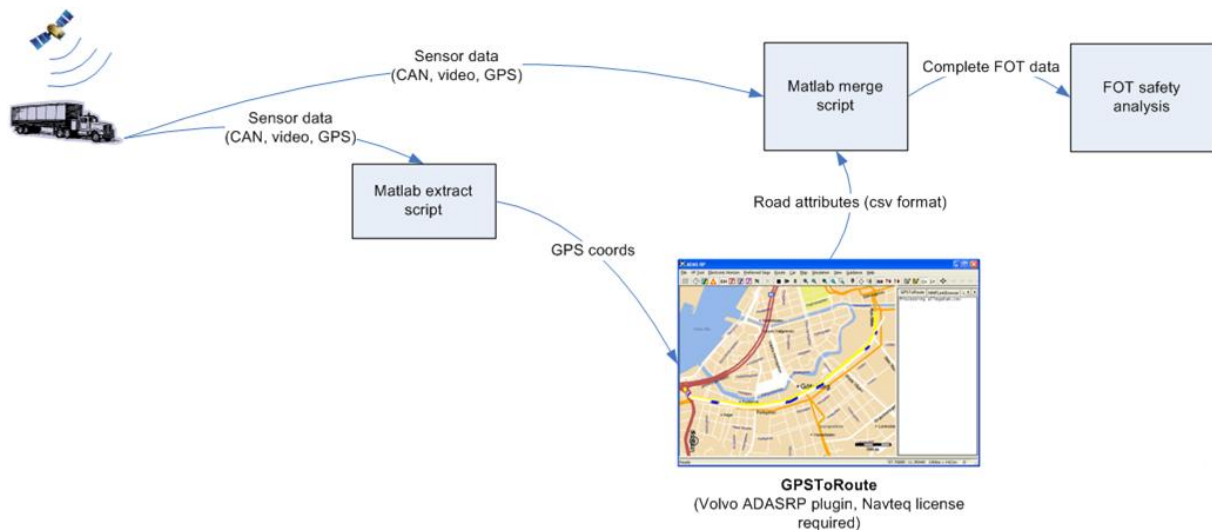 Sensor data
(CAN, video, GPS)
Sensor data
(CAN, video, GPS)
Matlab extract
script
GPS coords
Matlab merge
script
Complete FOT data
FOT safety
analysis
Road attributes (csv format)
GPSToRoute
(Volvo ADASRP plugin, Navteq license
required)